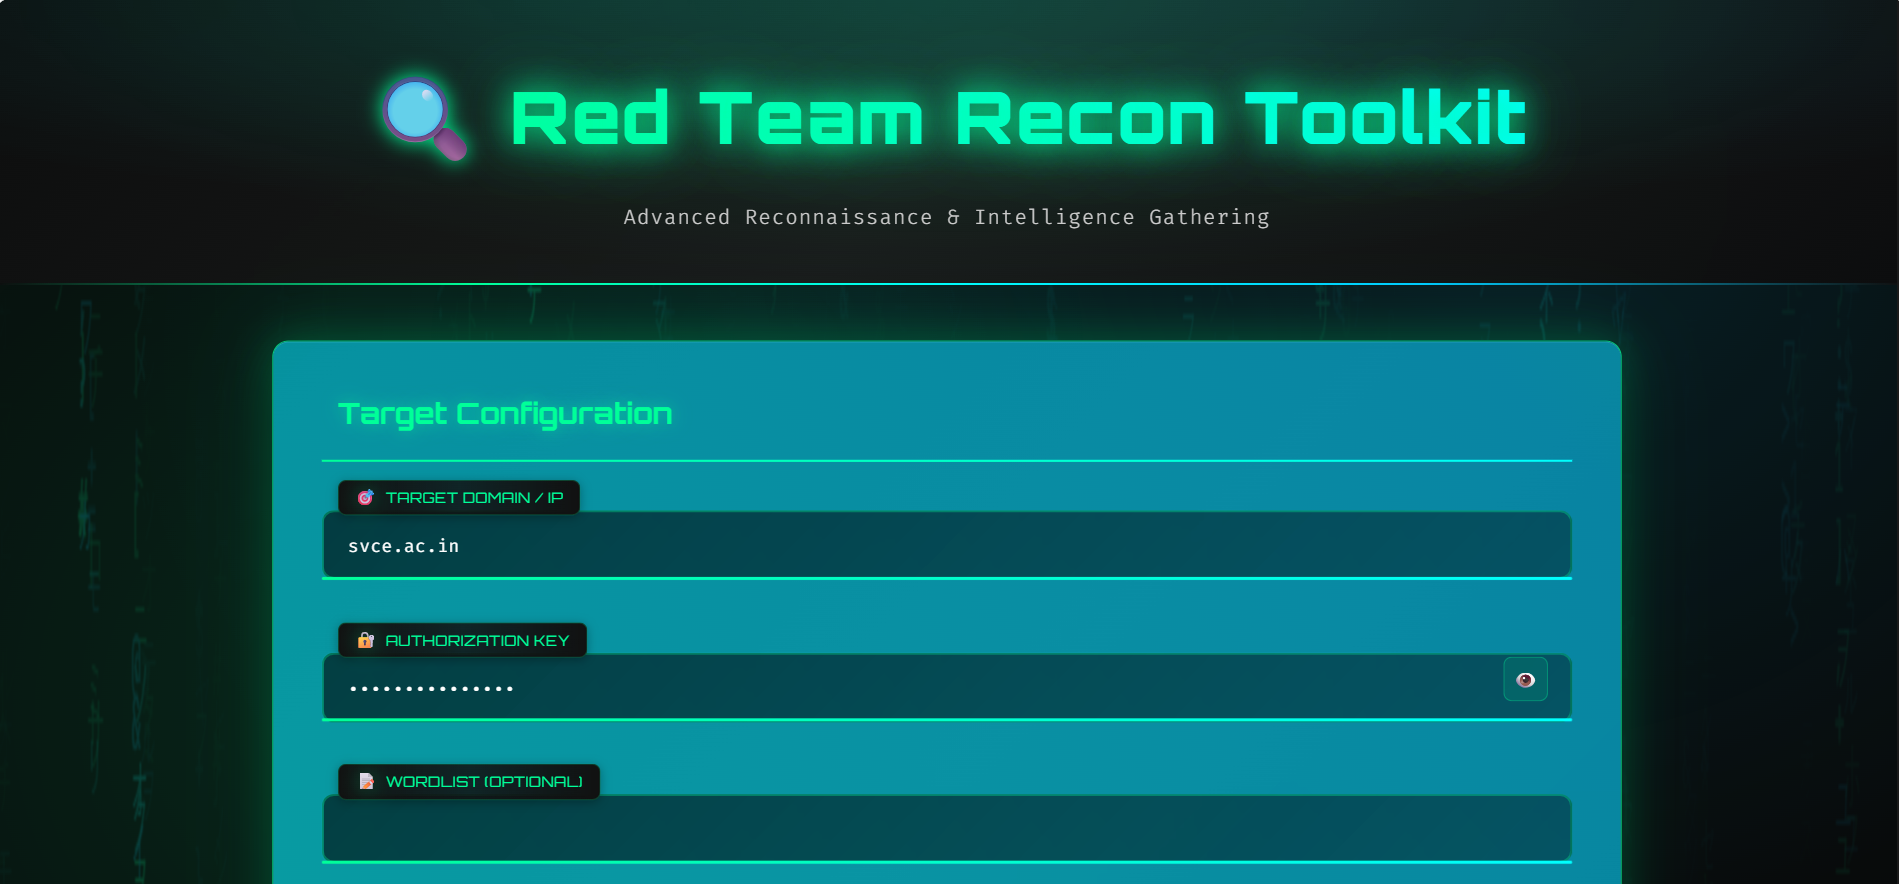 Red Team Recon Toolkit
Advanced Reconnaissance & Intelligence Gathering
Target Configuration
TARGET DOMAIN / IP
svce.ac.in
AUTHORIZATION KEY
•••••••••••••••
WORDLIST (OPTIONAL)